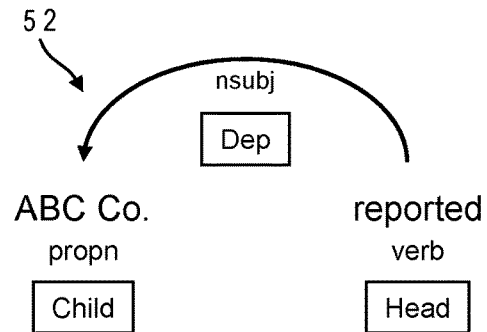 52
nsubj
Dep
ABC Co. reported
propn verb
Child Head